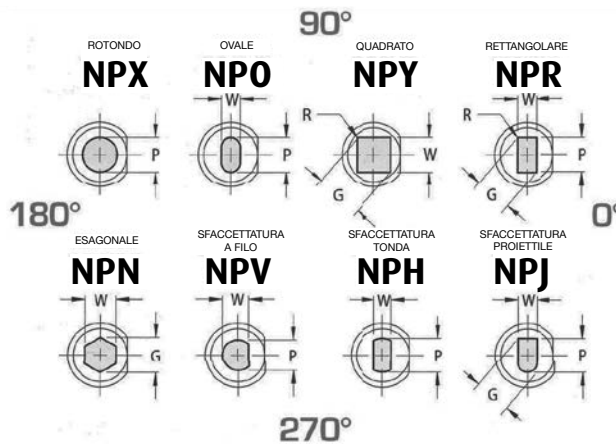 90°
ROTONDO OVALE QUADRATO RETTANGOLARE
NPX NPO NPY NPR
W
R R
P P W P
G G
180° 0°
ESAGONALE SFACCETTATURA A FILO SFACCETTATURA TONDA SFACCETTATURA PROIETTILE
NPN NPV NPH NPJ
W W W W
G P P P
G
270°